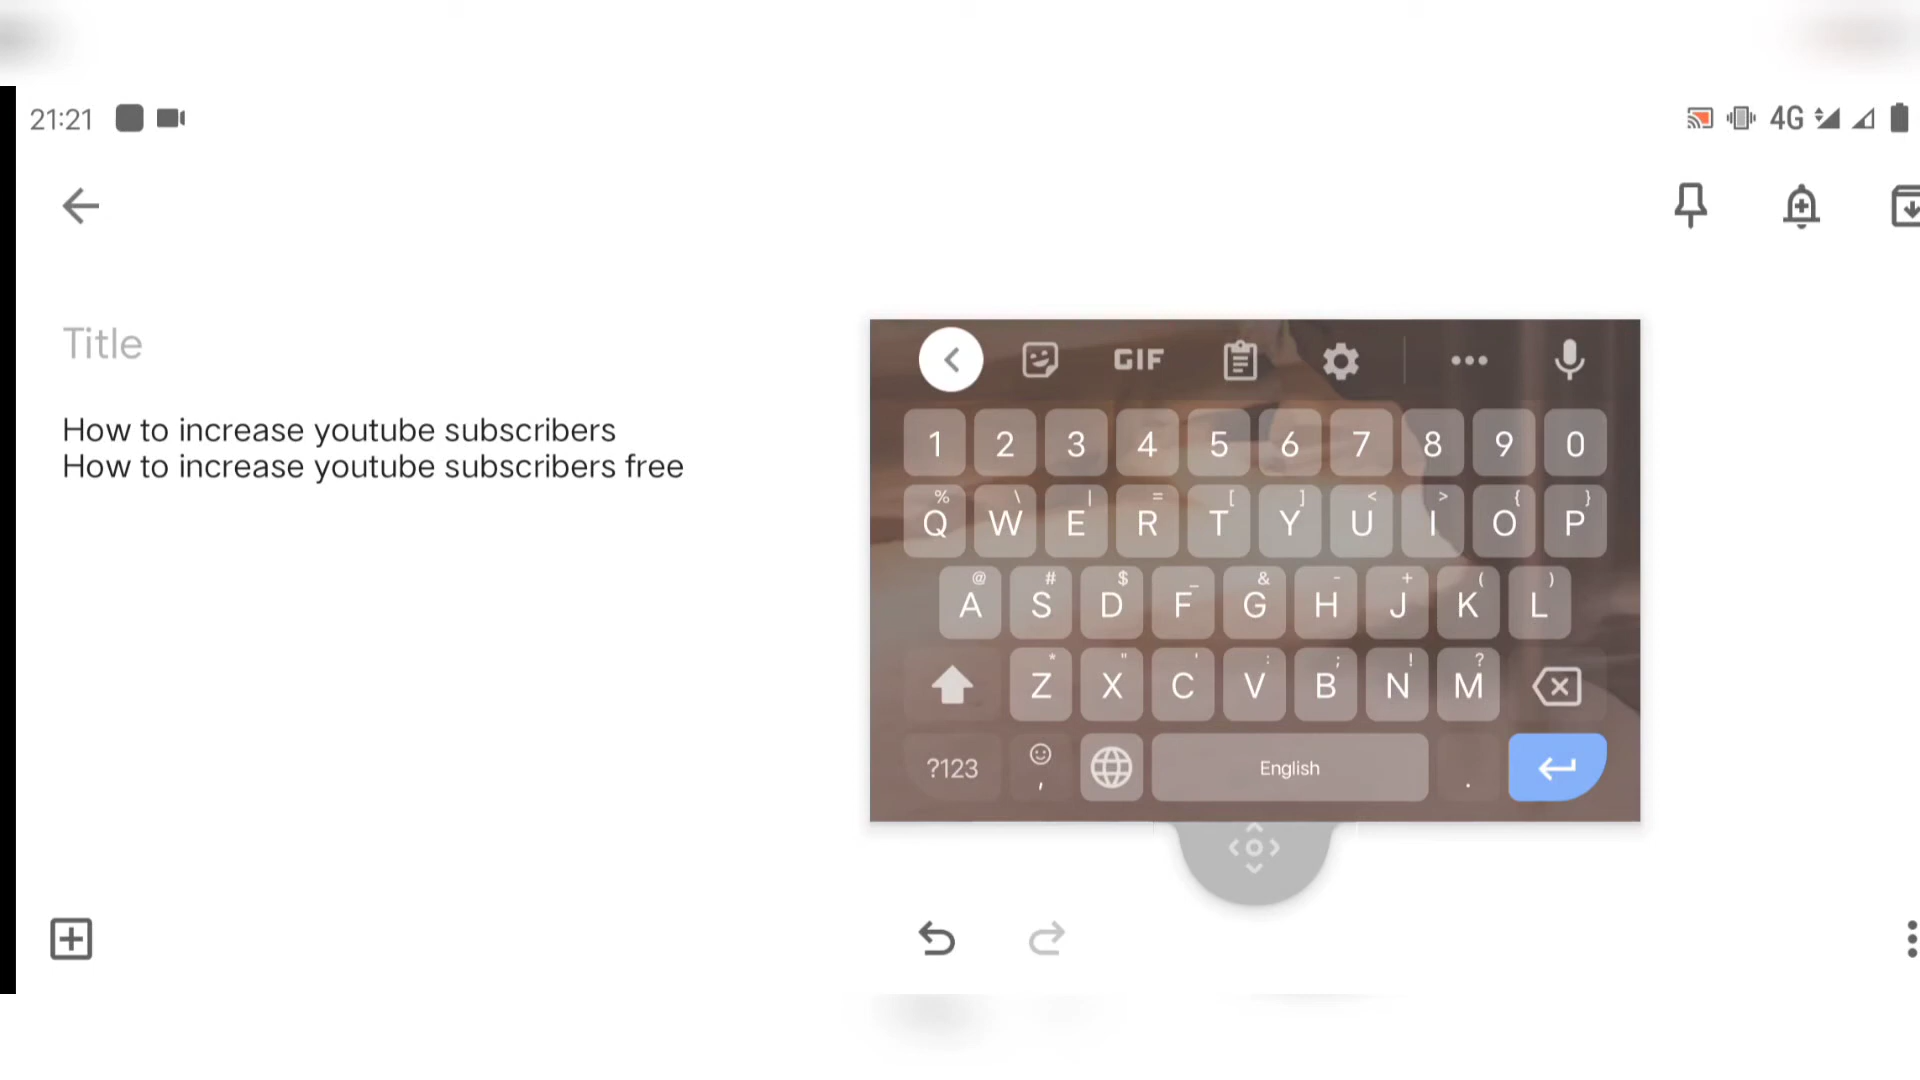 21:21
4G
Title
How to increase youtube subscribers
How to increase youtube subscribers free
GIF
1 2 3 4 5 6 7 8 9 0
% \ | = [ ] < > { }
Q W E R T Y U I O P
@ # $ _ & - + ( )
A S D F G H J K L
* " ' : ; ! ?
Z X C V B N M
?123 , English .